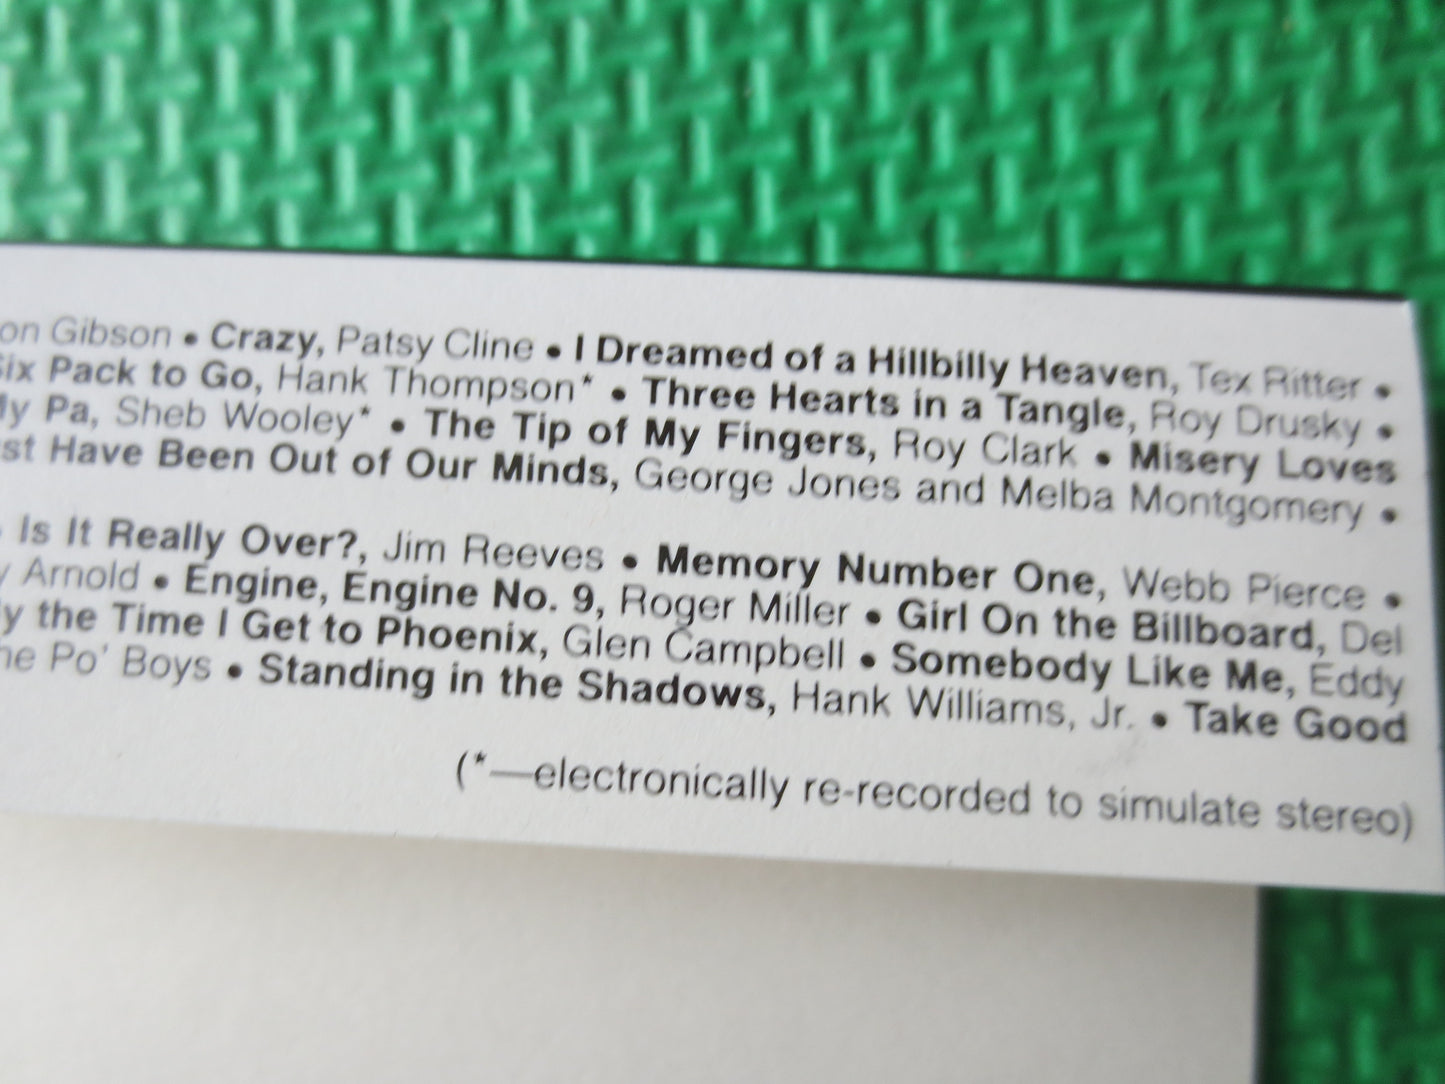 on Gibson • Crazy, Patsy Cline • I Dreamed of a Hillbilly Heaven, Tex Ritter •
Six Pack to Go, Hank Thompson* • Three Hearts in a Tangle, Roy Drusky •
My Pa, Sheb Wooley* • The Tip of My Fingers, Roy Clark • Misery Loves
st Have Been Out of Our Minds, George Jones and Melba Montgomery •
• Is It Really Over?, Jim Reeves • Memory Number One, Webb Pierce •
y Arnold • Engine, Engine No. 9, Roger Miller • Girl On the Billboard, Del
y the Time I Get to Phoenix, Glen Campbell • Somebody Like Me, Eddy
he Po' Boys • Standing in the Shadows, Hank Williams, Jr. • Take Good
(*—electronically re-recorded to simulate stereo)